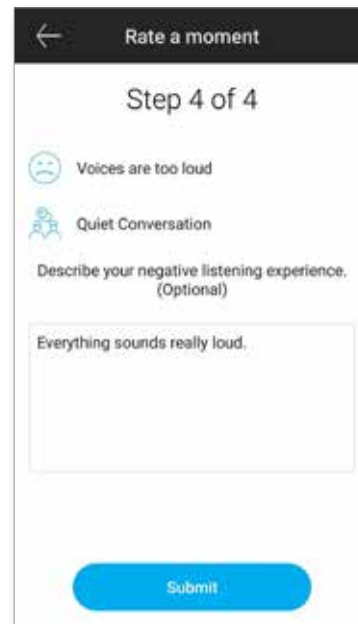 Rate a moment
Step 4 of 4
Voices are too loud
Quiet Conversation
Describe your negative listening experience.
(Optional)
Everything sounds really loud.
Submit